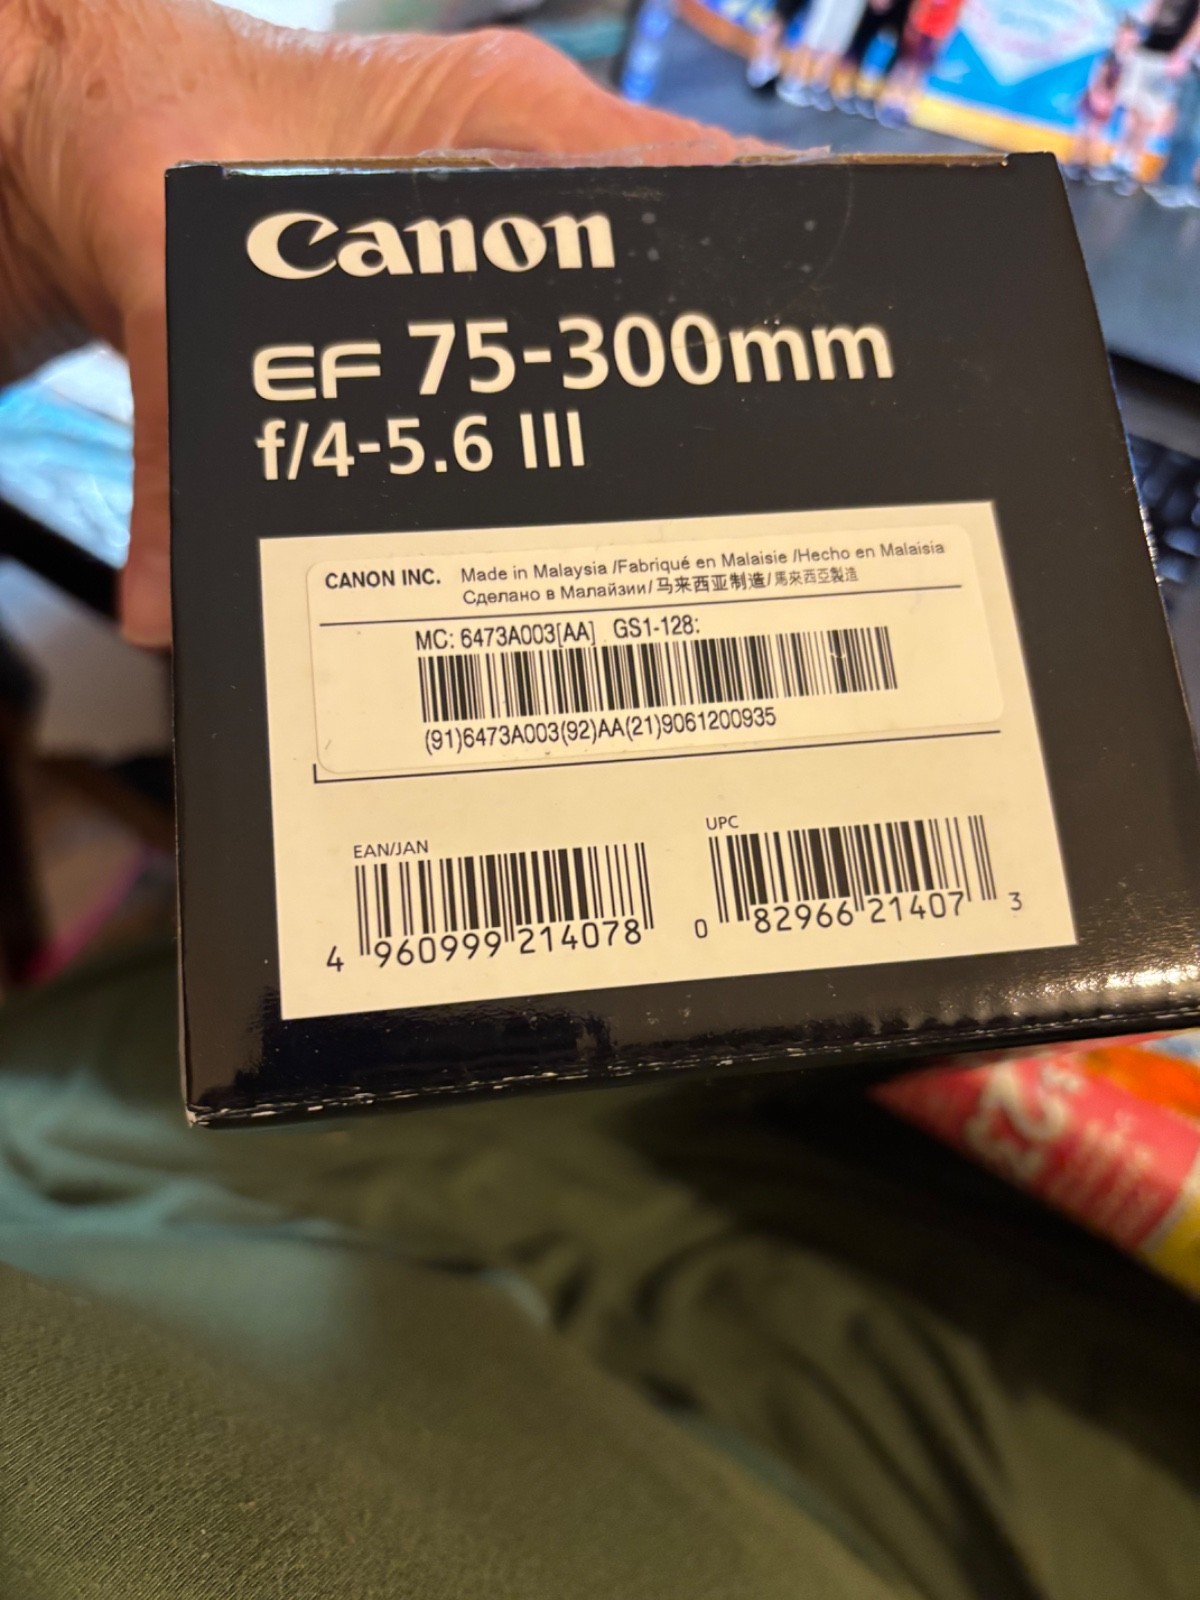 Canon
EF 75-300mm
f/4-5.6 III
CANON INC. Made in Malaysia /Fabriqué en Malaisie /Hecho en Malaisia
Сделано в Малайзии/马来西亚制造/馬來西亞製造
MC: 6473A003[AA] GS1-128:
(91)6473A003(92)AA(21)9061200935
EAN/JAN
4 960999 214078
UPC
0 82966 21407 3